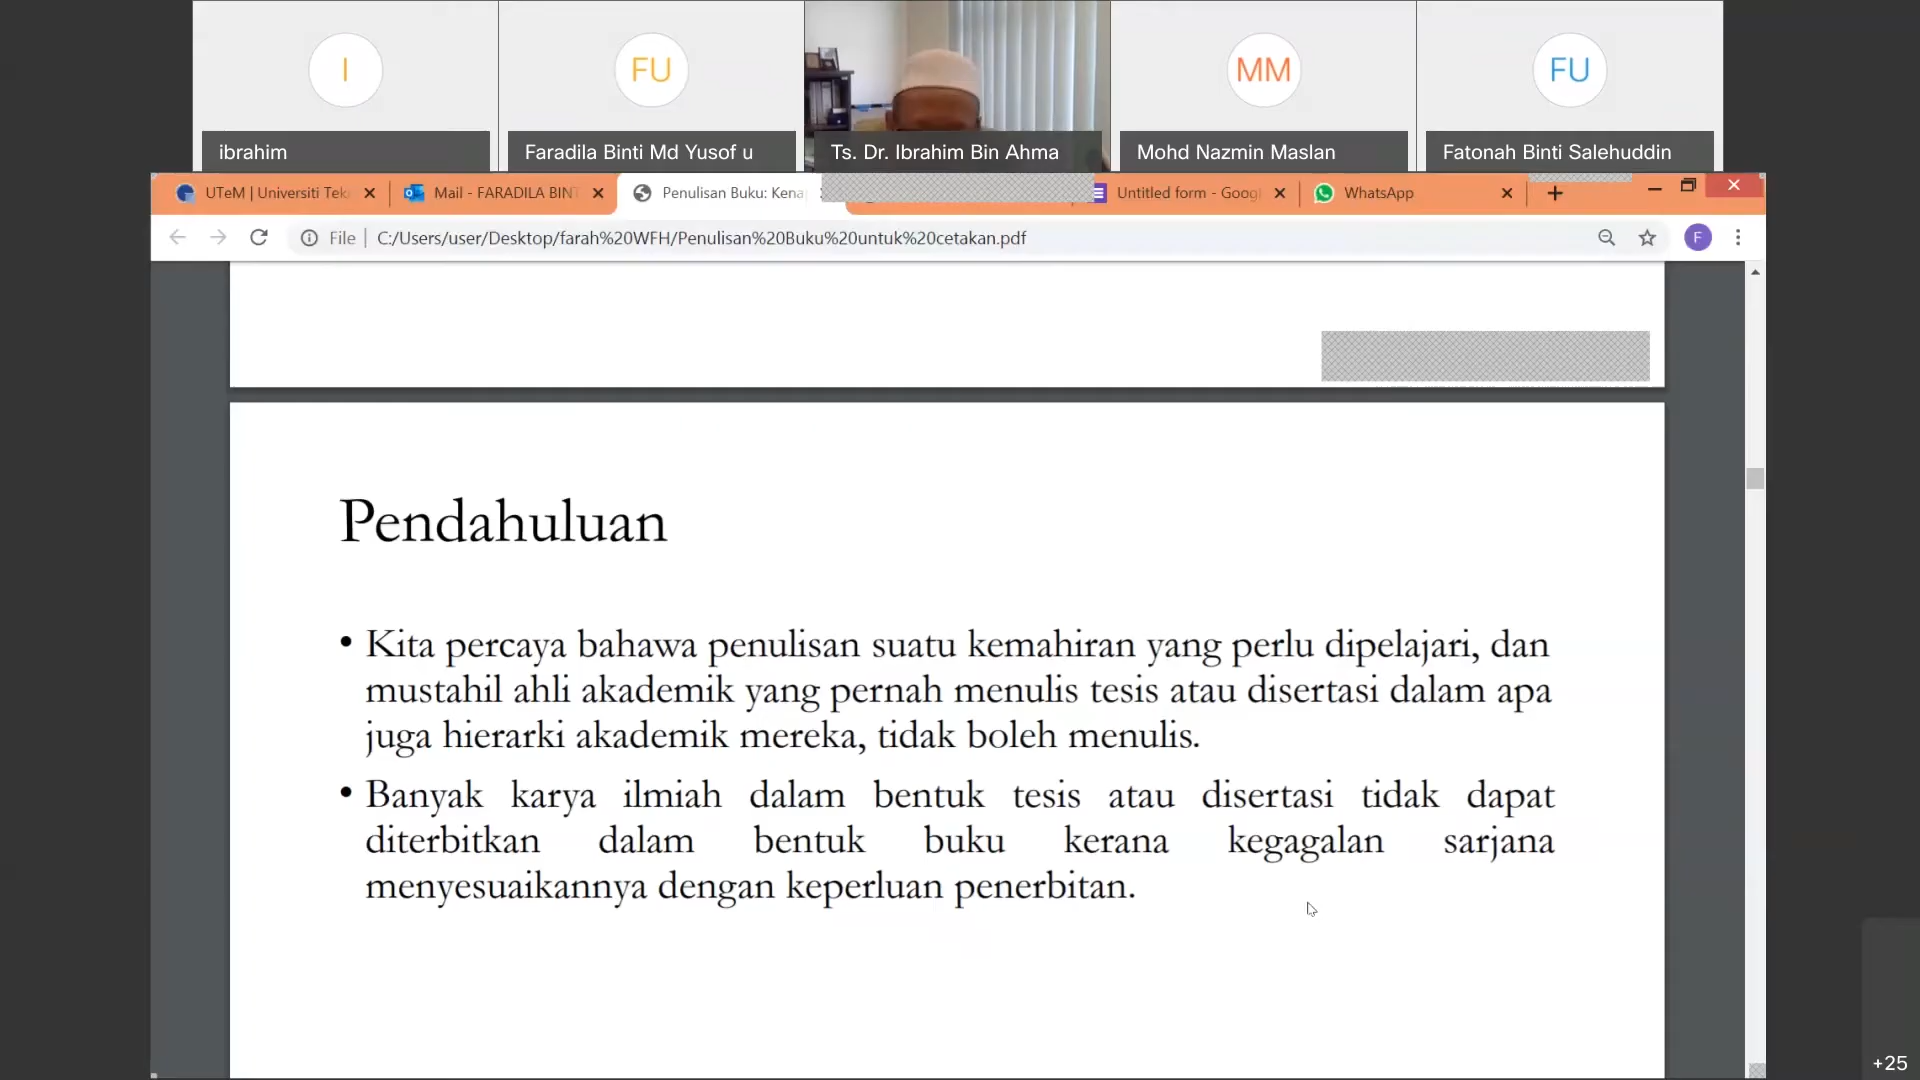 I
FU
MM
FU
ibrahim
Faradila Binti Md Yusof u
Ts. Dr. Ibrahim Bin Ahma
Mohd Nazmin Maslan
Fatonah Binti Salehuddin
UTeM | Universiti Tek
Mail - FARADILA BINT
Penulisan Buku: Kena
Untitled form - Goog
WhatsApp
File
C:/Users/user/Desktop/farah%20WFH/Penulisan%20Buku%20untuk%20cetakan.pdf
F
Pendahuluan
• Kita percaya bahawa penulisan suatu kemahiran yang perlu dipelajari, dan
mustahil ahli akademik yang pernah menulis tesis atau disertasi dalam apa
juga hierarki akademik mereka, tidak boleh menulis.
• Banyak karya ilmiah dalam bentuk tesis atau disertasi tidak dapat
diterbitkan dalam bentuk buku kerana kegagalan sarjana
menyesuaikannya dengan keperluan penerbitan.
+25